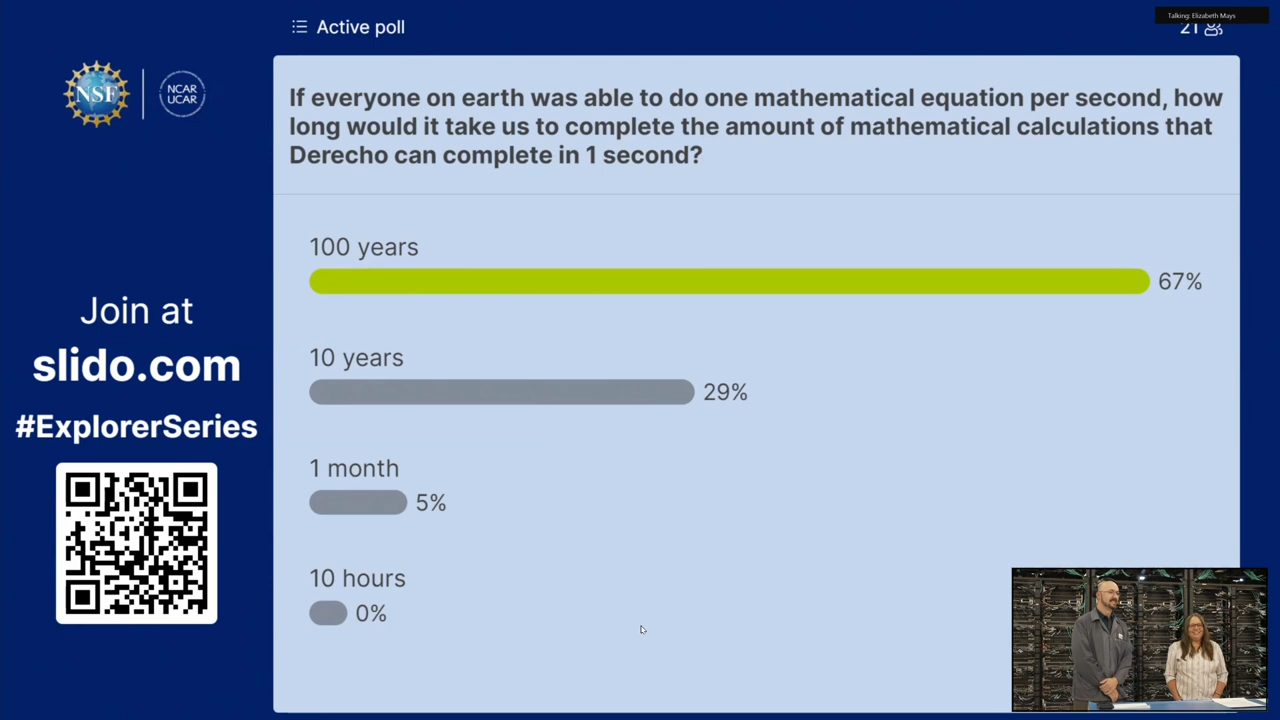 Talking: Elizabeth Mays
Active poll
21
NSF
NCAR
UCAR
If everyone on earth was able to do one mathematical equation per second, how
long would it take us to complete the amount of mathematical calculations that
Derecho can complete in 1 second?
100 years
67%
10 years
29%
1 month
5%
10 hours
0%
Join at
slido.com
#ExplorerSeries